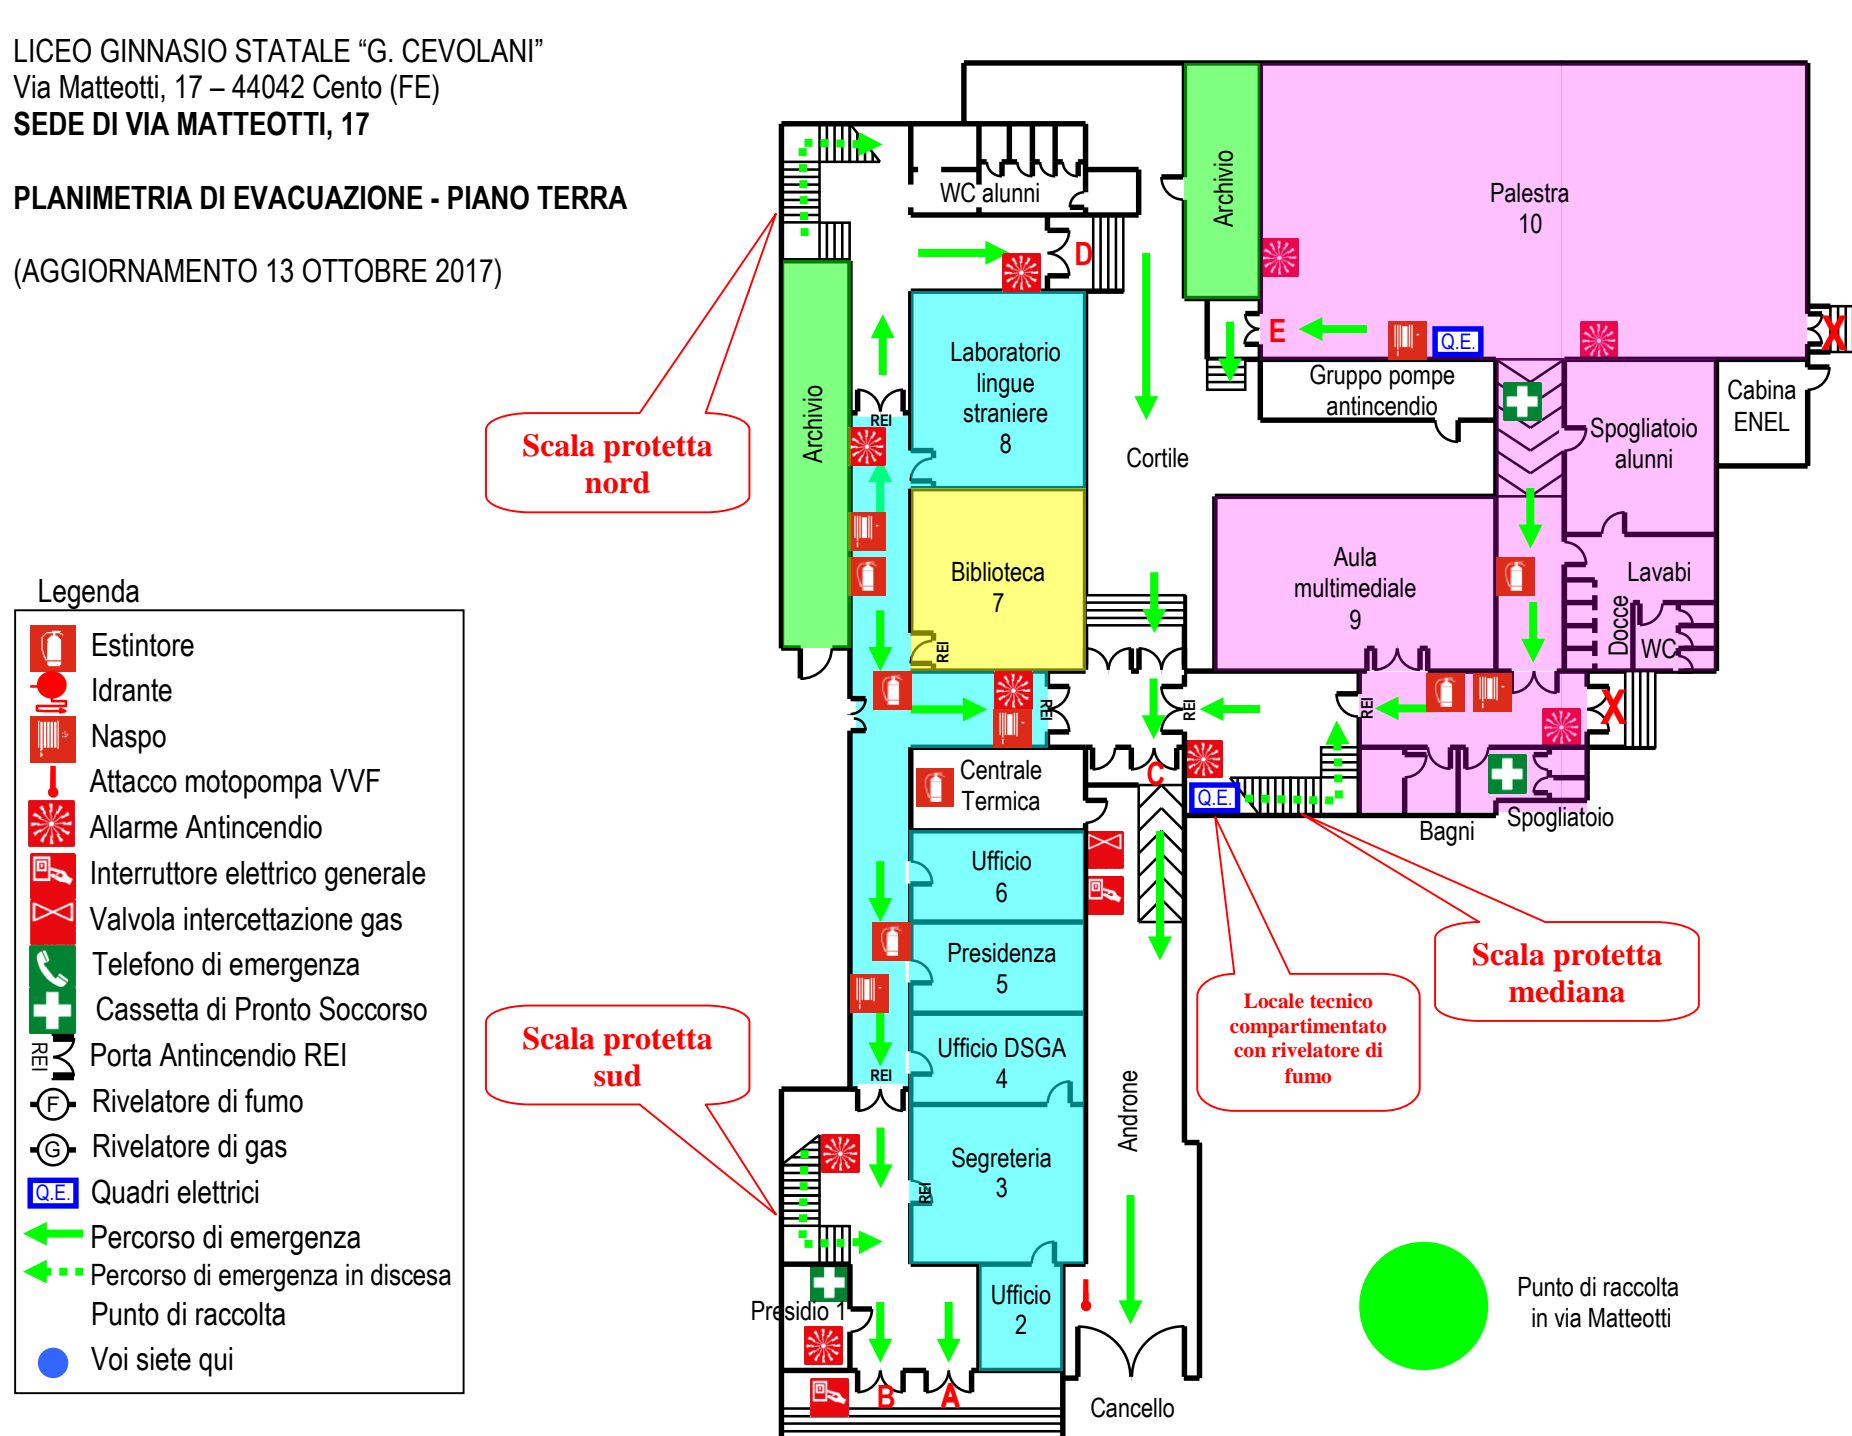 LICEO GINNASIO STATALE “G. CEVOLANI”
Via Matteotti, 17 – 44042 Cento (FE)
SEDE DI VIA MATTEOTTI, 17
PLANIMETRIA DI EVACUAZIONE - PIANO TERRA
(AGGIORNAMENTO 13 OTTOBRE 2017)
Scala protetta
nord
Legenda
Estintore
Idrante
Naspo
Attacco motopompa VVF
Allarme Antincendio
Interruttore elettrico generale
Valvola intercettazione gas
Telefono di emergenza
Cassetta di Pronto Soccorso
REI
Porta Antincendio REI
F
Rivelatore di fumo
G
Rivelatore di gas
Q.E.
Quadri elettrici
Percorso di emergenza
Percorso di emergenza in discesa
Punto di raccolta
Voi siete qui
Scala protetta
sud
WC alunni
D
Archivio
Palestra
10
E
Q.E.
X
Laboratorio
lingue
straniere
8
REI
Archivio
Cortile
Gruppo pompe
antincendio
Spogliatoio
alunni
Cabina
ENEL
Biblioteca
7
REI
Aula
multimediale
9
Lavabi
Docce
WC
REI
REI
REI
X
C
Centrale
Termica
Q.E.
Bagni
Spogliatoio
Ufficio
6
Presidenza
5
Ufficio DSGA
4
REI
Segreteria
3
REI
Androne
Locale tecnico
compartimentato
con rivelatore di
fumo
Scala protetta
mediana
Presidio 1
Ufficio
2
B
A
Cancello
Punto di raccolta
in via Matteotti